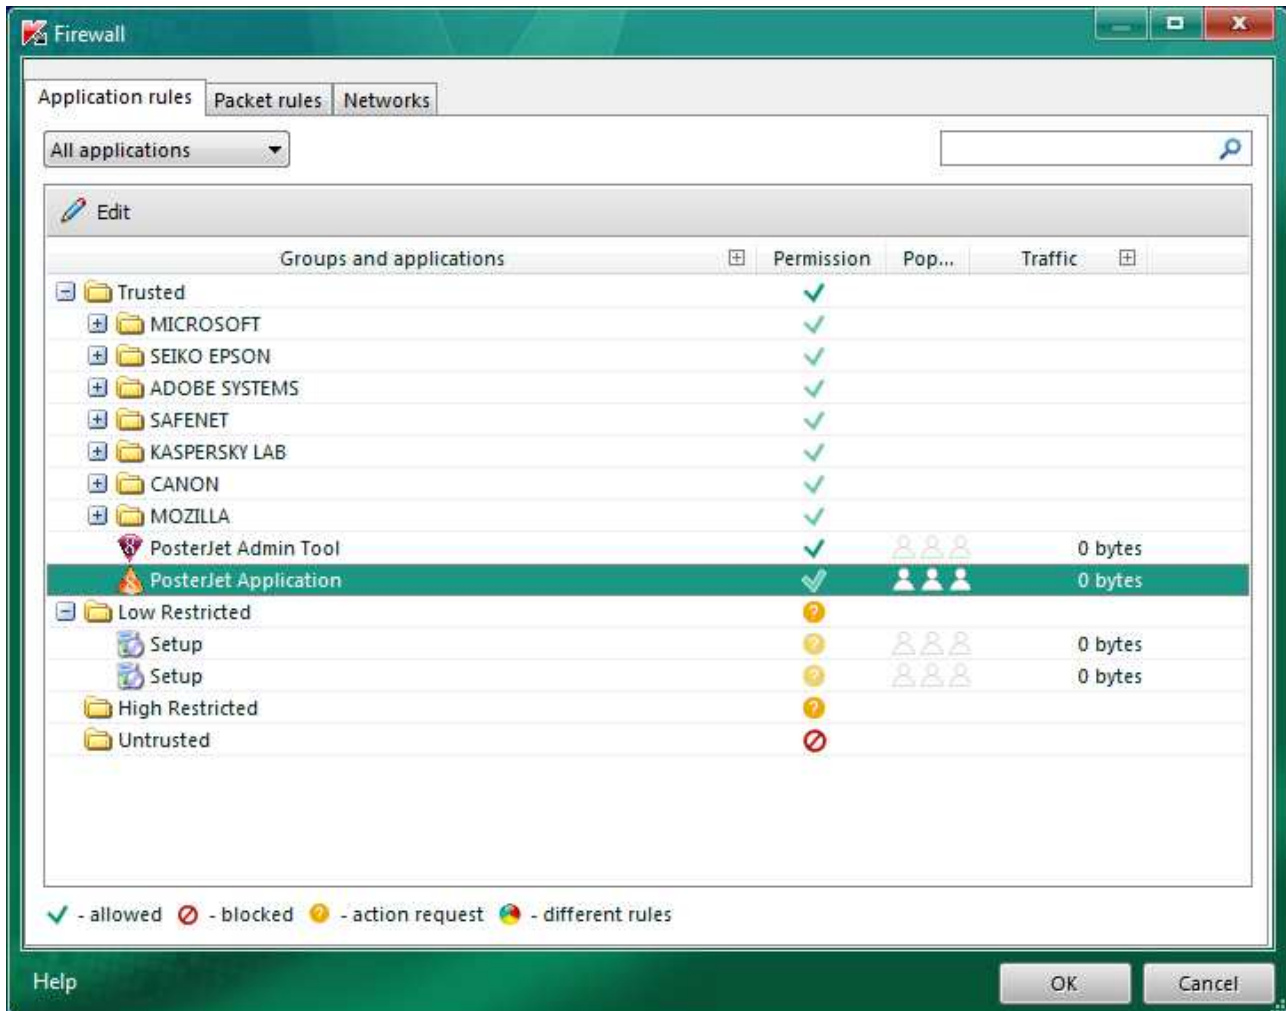 Firewall
Application rules Packet rules Networks
All applications
Edit
Groups and applications Permission Pop... Traffic
Trusted
MICROSOFT
SEIKO EPSON
ADOBE SYSTEMS
SAFENET
KASPERSKY LAB
CANON
MOZILLA
PosterJet Admin Tool 0 bytes
PosterJet Application 0 bytes
Low Restricted
Setup 0 bytes
Setup 0 bytes
High Restricted
Untrusted
- allowed - blocked - action request - different rules
Help OK Cancel